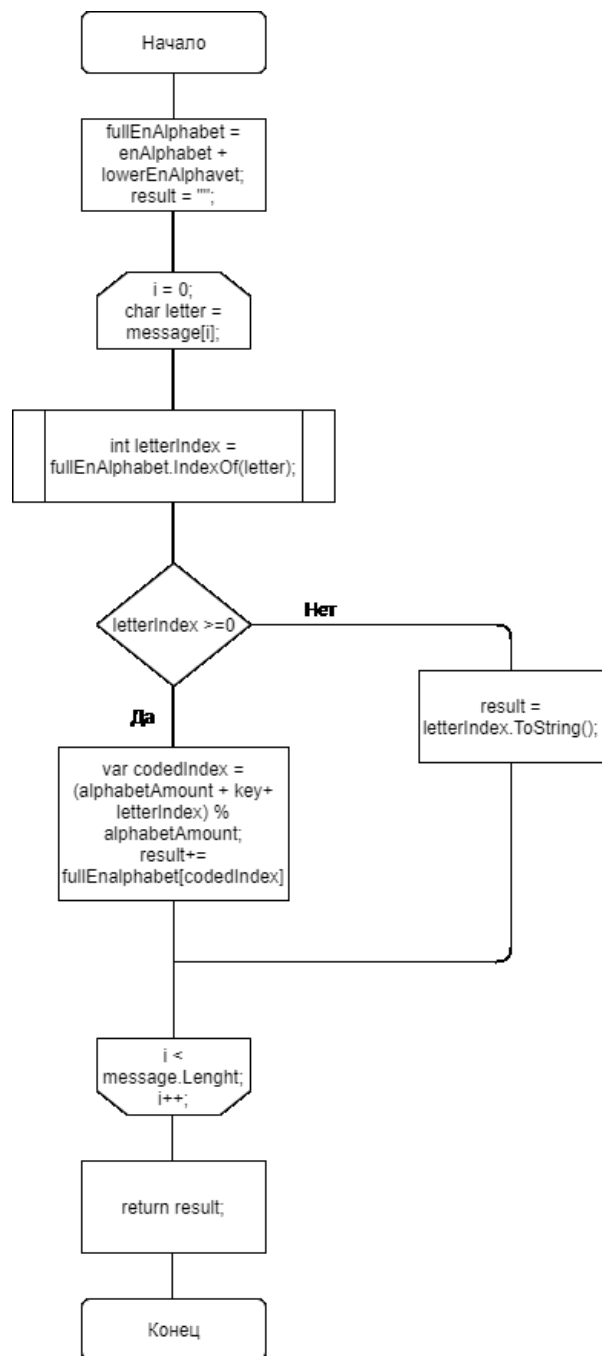 Начало
fullEnAlphabet =
enAlphabet +
lowerEnAlphavet;
result = "";
i = 0;
char letter =
message[i];
int letterIndex =
fullEnAlphabet.IndexOf(letter);
letterIndex >=0
Нет
Да
result =
letterIndex.ToString();
var codedIndex =
(alphabetAmount + key+
letterIndex) %
alphabetAmount;
result+=
fullEnalphabet[codedIndex]
i <
message.Lenght;
i++;
return result;
Конец